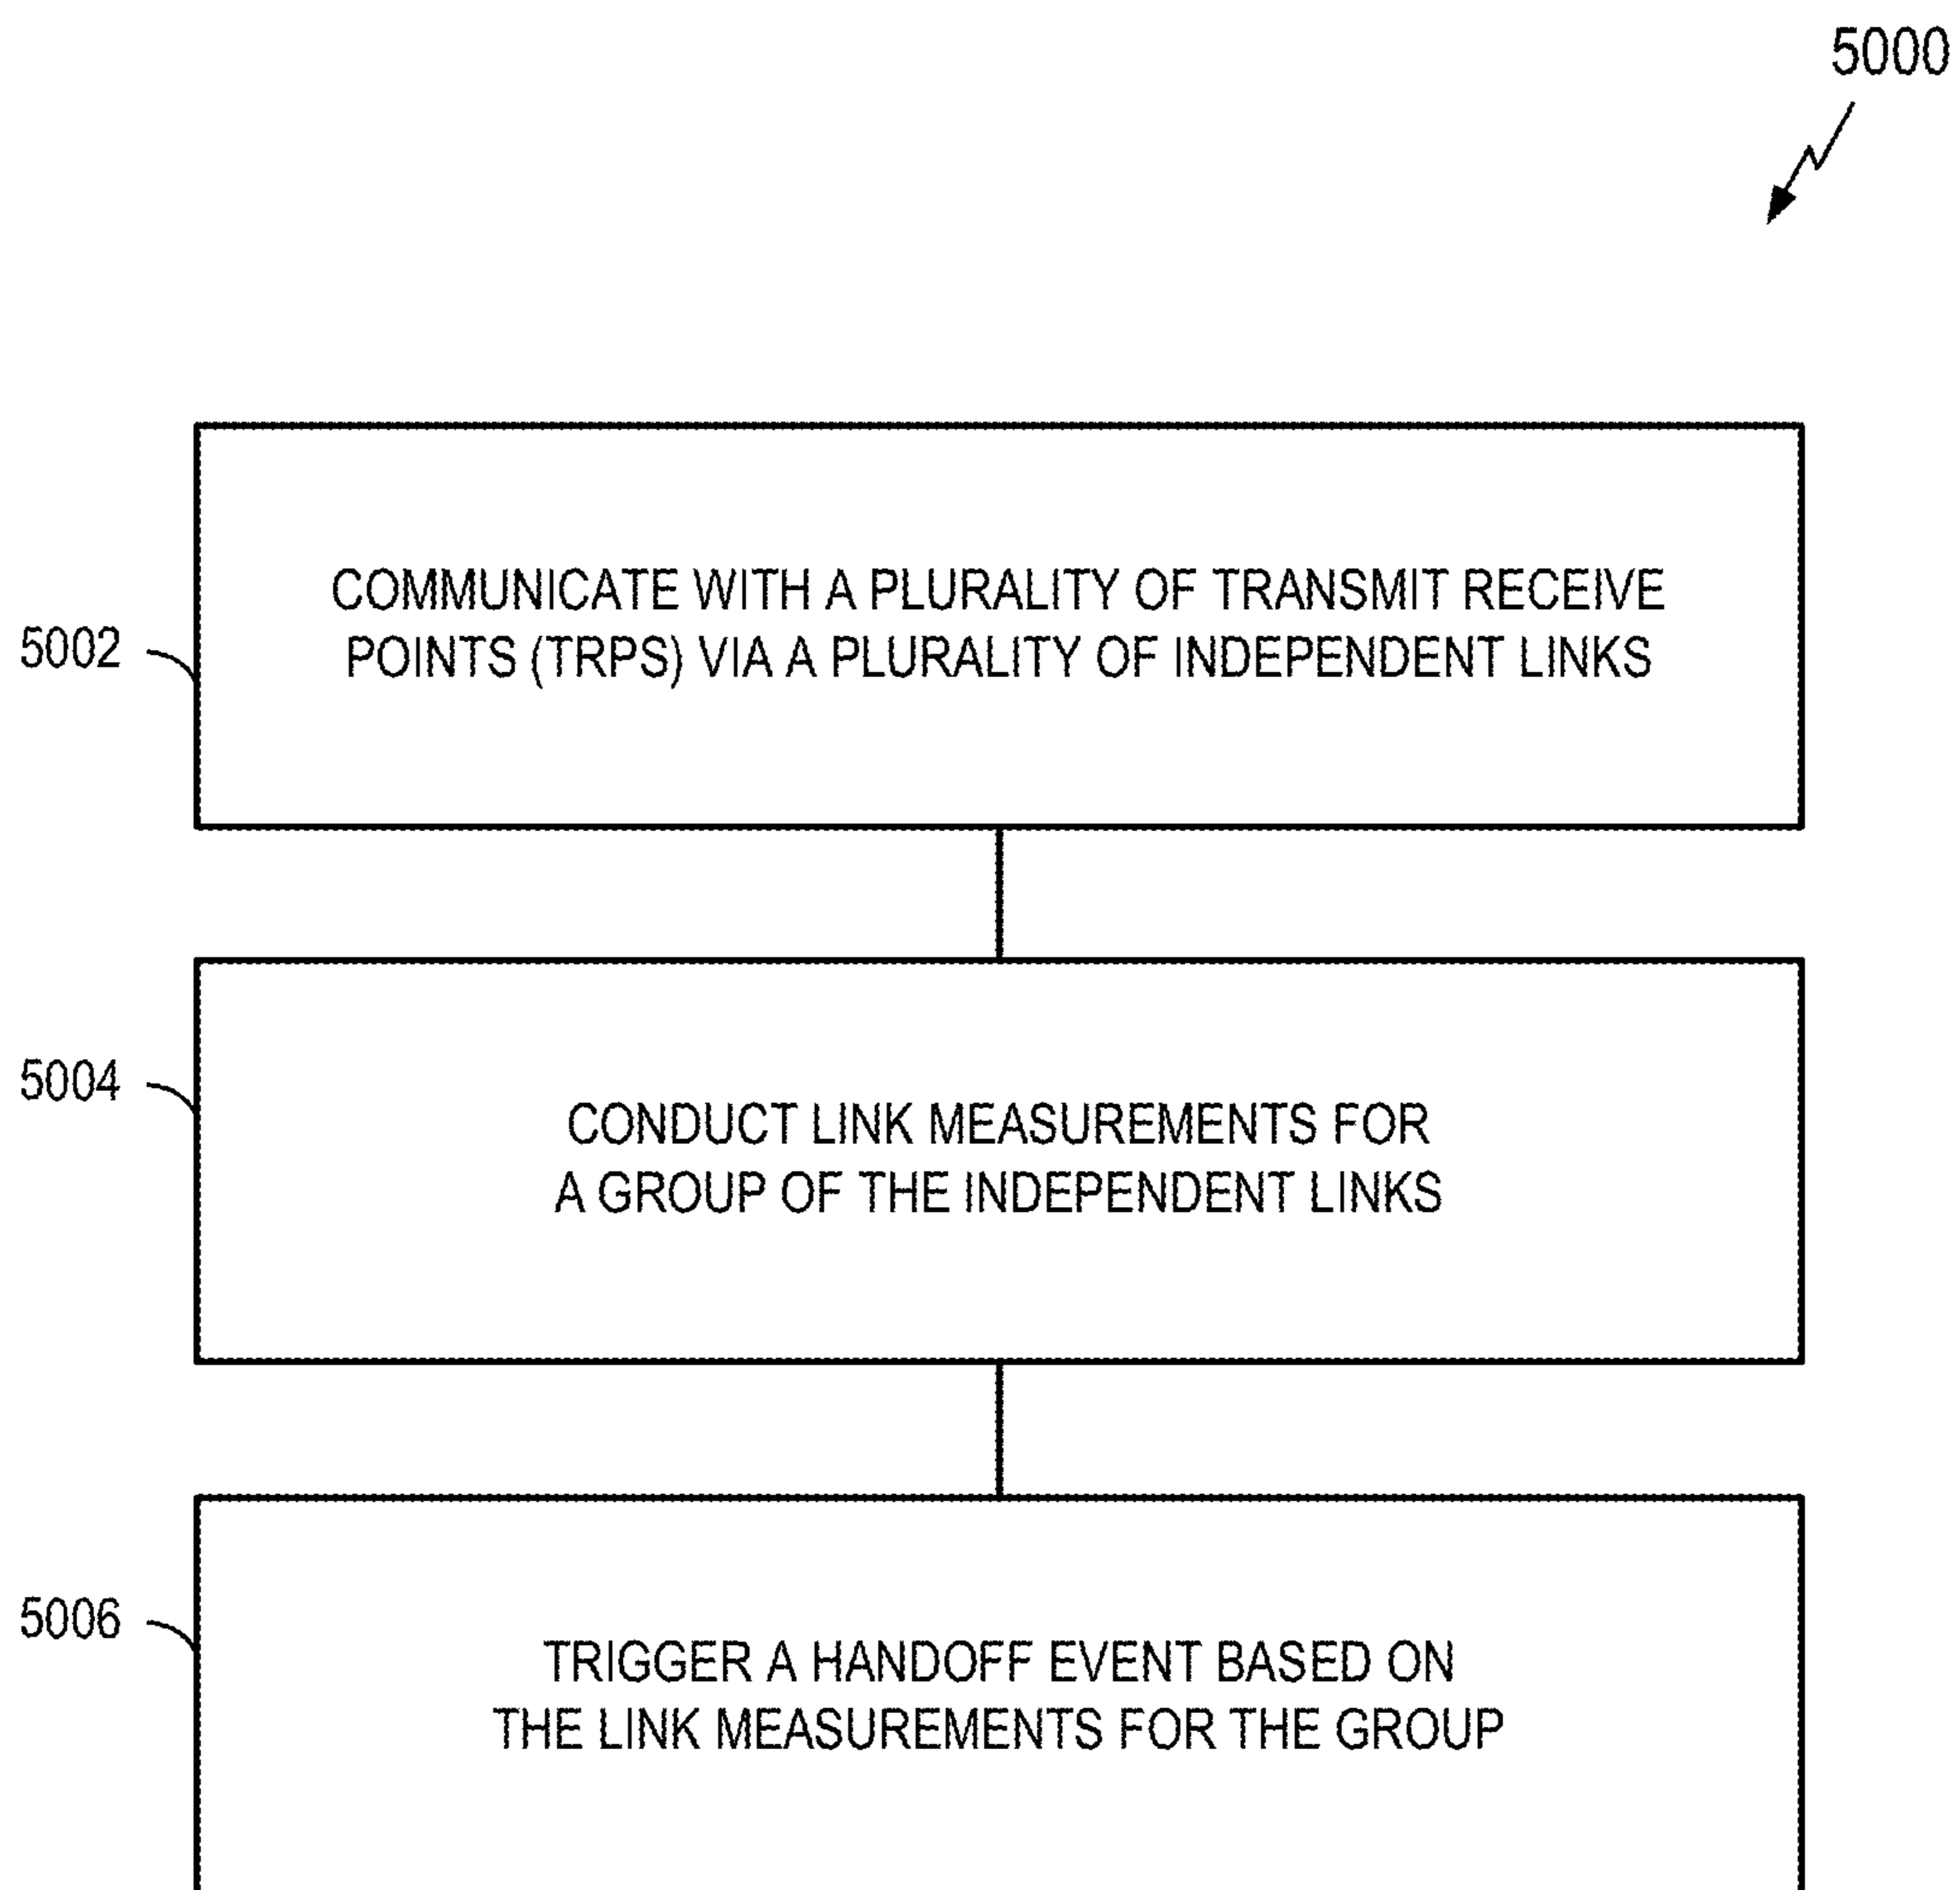 5000
COMMUNICATE WITH A PLURALITY OF TRANSMIT RECEIVE
POINTS (TRPS) VIA A PLURALITY OF INDEPENDENT LINKS
5002
CONDUCT LINK MEASUREMENTS FOR
A GROUP OF THE INDEPENDENT LINKS
5004
TRIGGER A HANDOFF EVENT BASED ON
THE LINK MEASUREMENTS FOR THE GROUP
5006